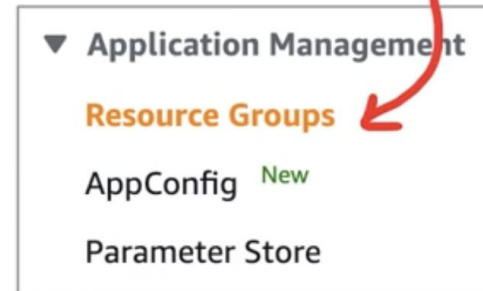 Application Management
Resource Groups
AppConfig New
Parameter Store